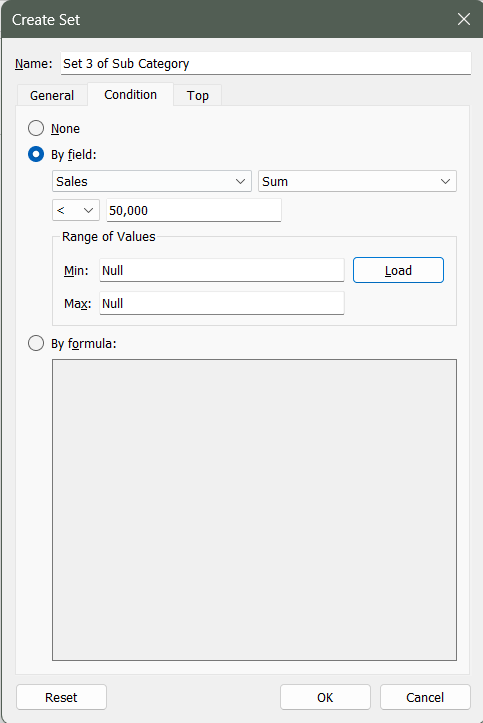 Create Set
Name: Set 3 of Sub Category
General Condition Top
None
By field:
Sales Sum
< 50,000
Range of Values
Min: Null Load
Max: Null
By formula:
Reset OK Cancel